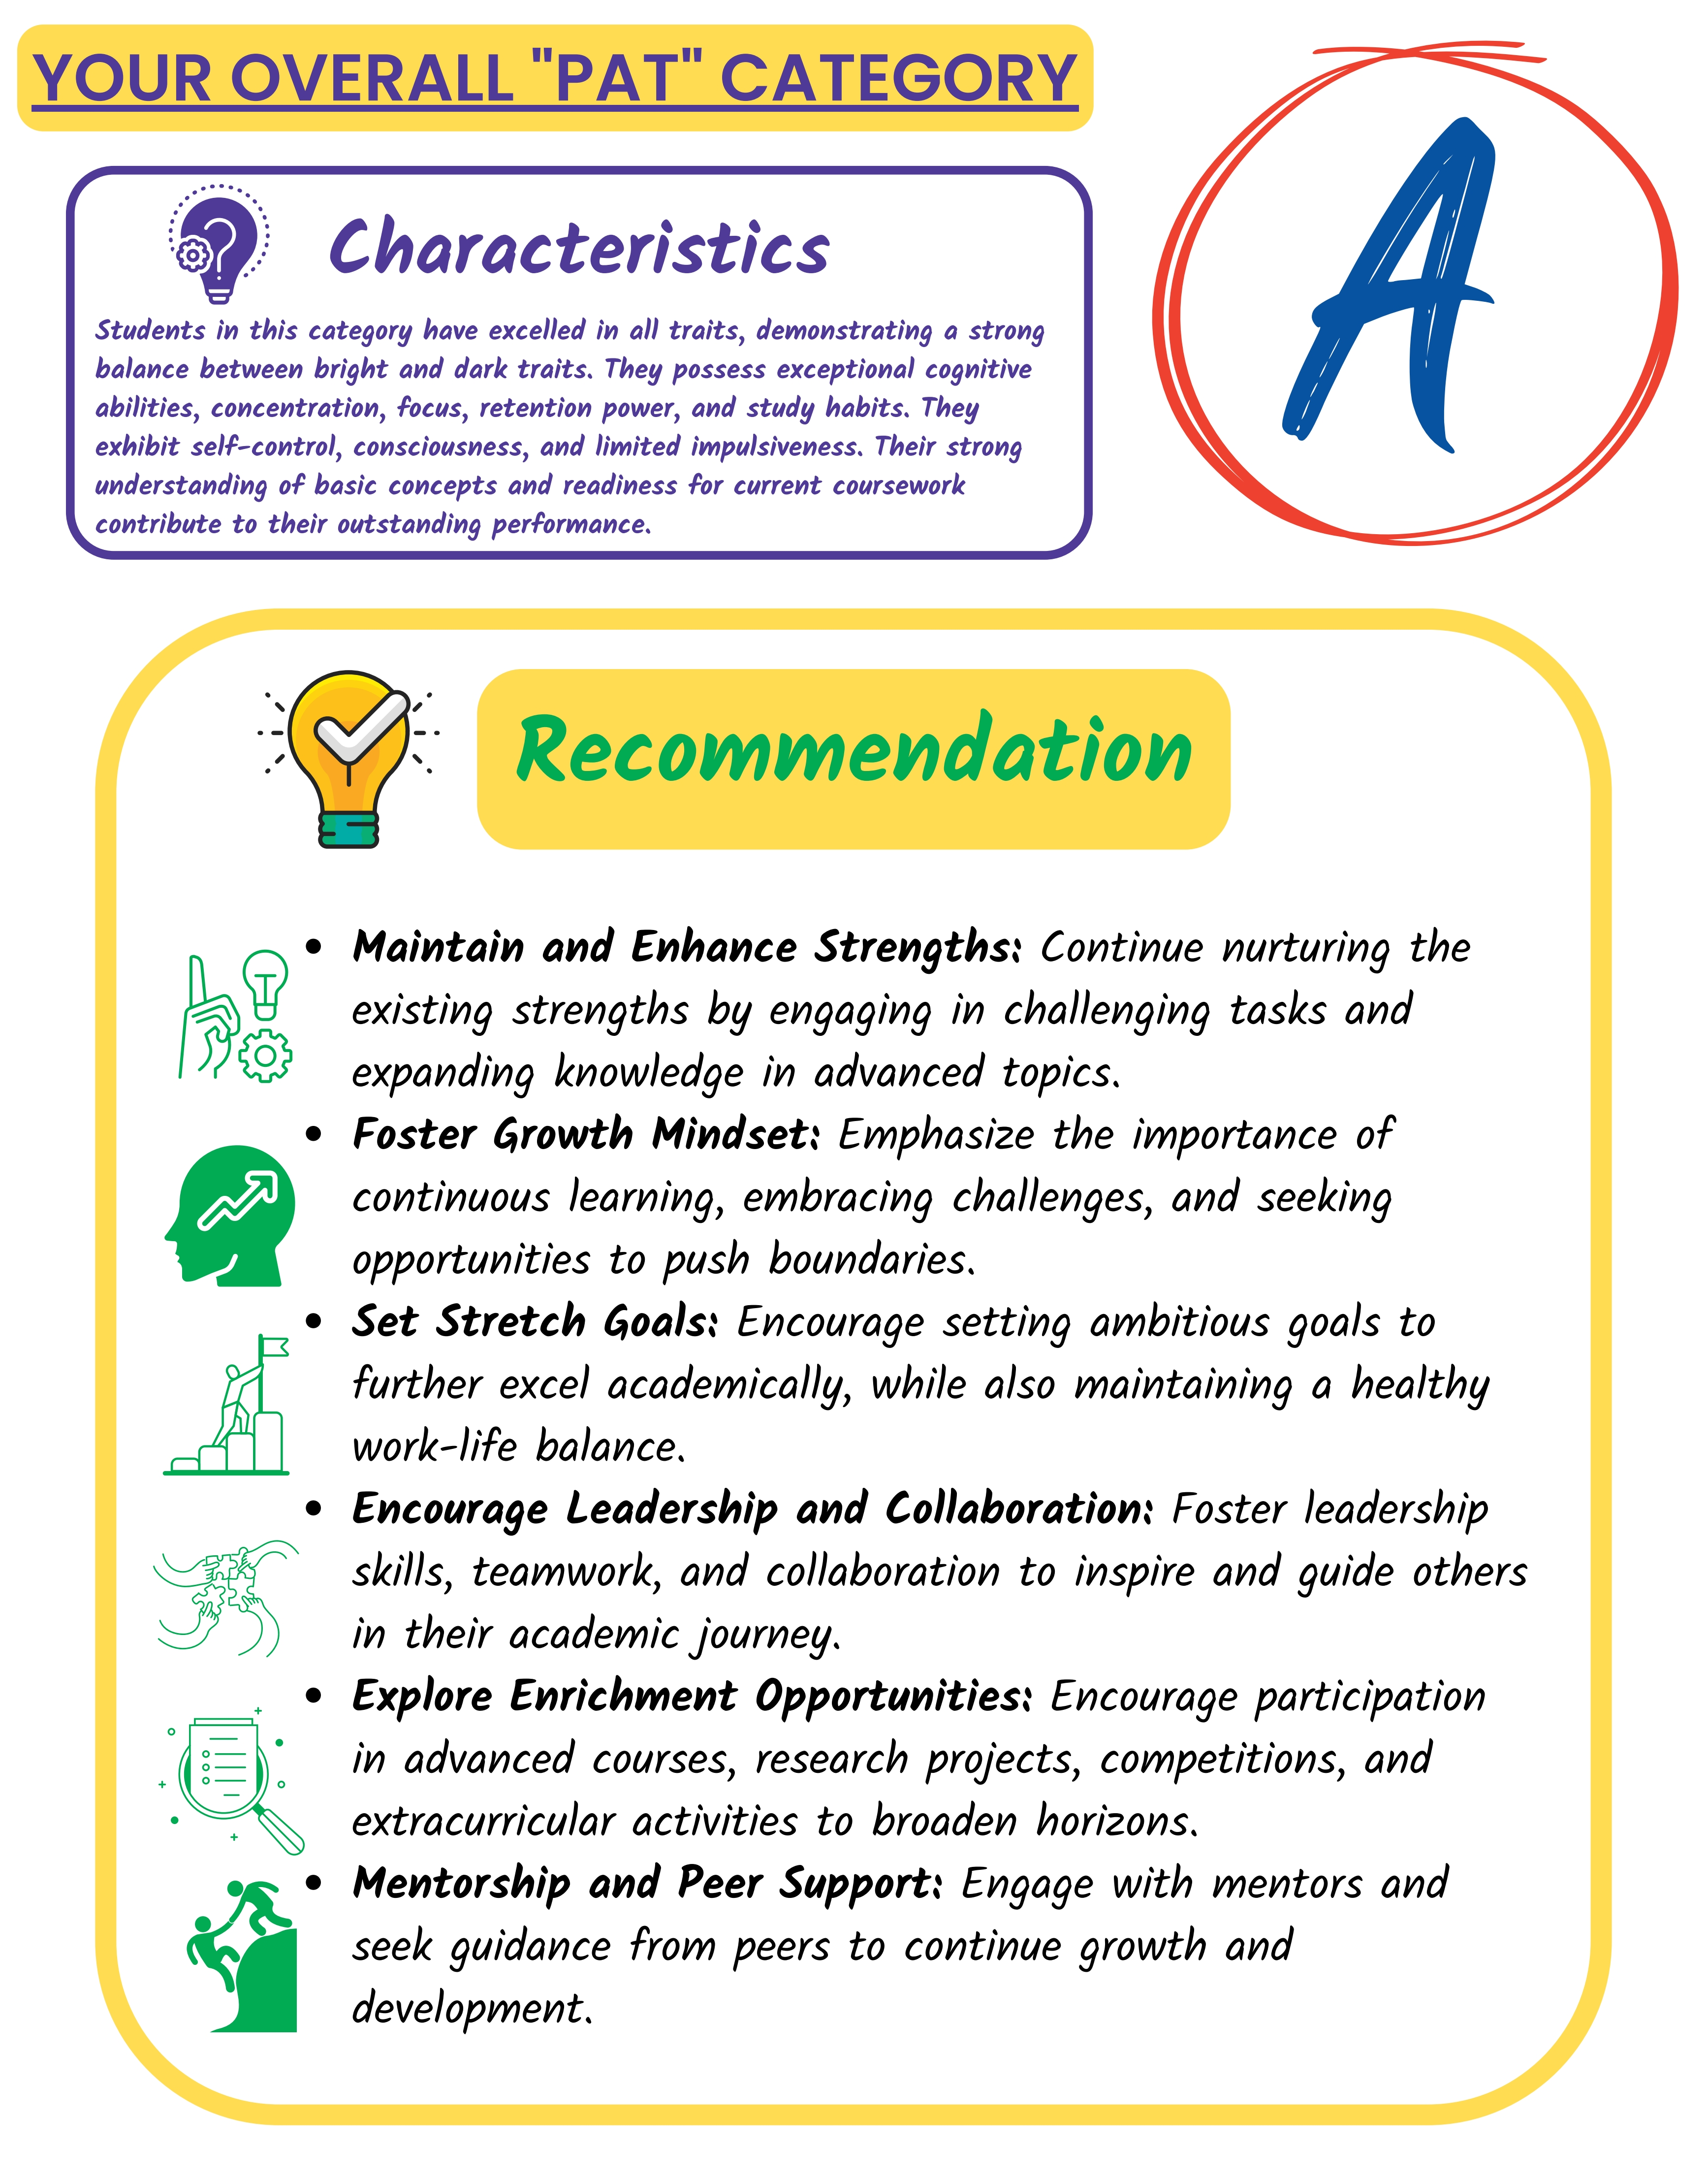 YOUR OVERALL "PAT" CATEGORY
A
Characteristics
Students in this category have excelled in all traits, demonstrating a strong
balance between bright and dark traits. They possess exceptional cognitive
abilities, concentration, focus, retention power, and study habits. They
exhibit self-control, consciousness, and limited impulsiveness. Their strong
understanding of basic concepts and readiness for current coursework
contribute to their outstanding performance.
Recommendation
• Maintain and Enhance Strengths: Continue nurturing the
existing strengths by engaging in challenging tasks and
expanding knowledge in advanced topics.
• Foster Growth Mindset: Emphasize the importance of
continuous learning, embracing challenges, and seeking
opportunities to push boundaries.
• Set Stretch Goals: Encourage setting ambitious goals to
further excel academically, while also maintaining a healthy
work-life balance.
• Encourage Leadership and Collaboration: Foster leadership
skills, teamwork, and collaboration to inspire and guide others
in their academic journey.
• Explore Enrichment Opportunities: Encourage participation
in advanced courses, research projects, competitions, and
extracurricular activities to broaden horizons.
• Mentorship and Peer Support: Engage with mentors and
seek guidance from peers to continue growth and
development.